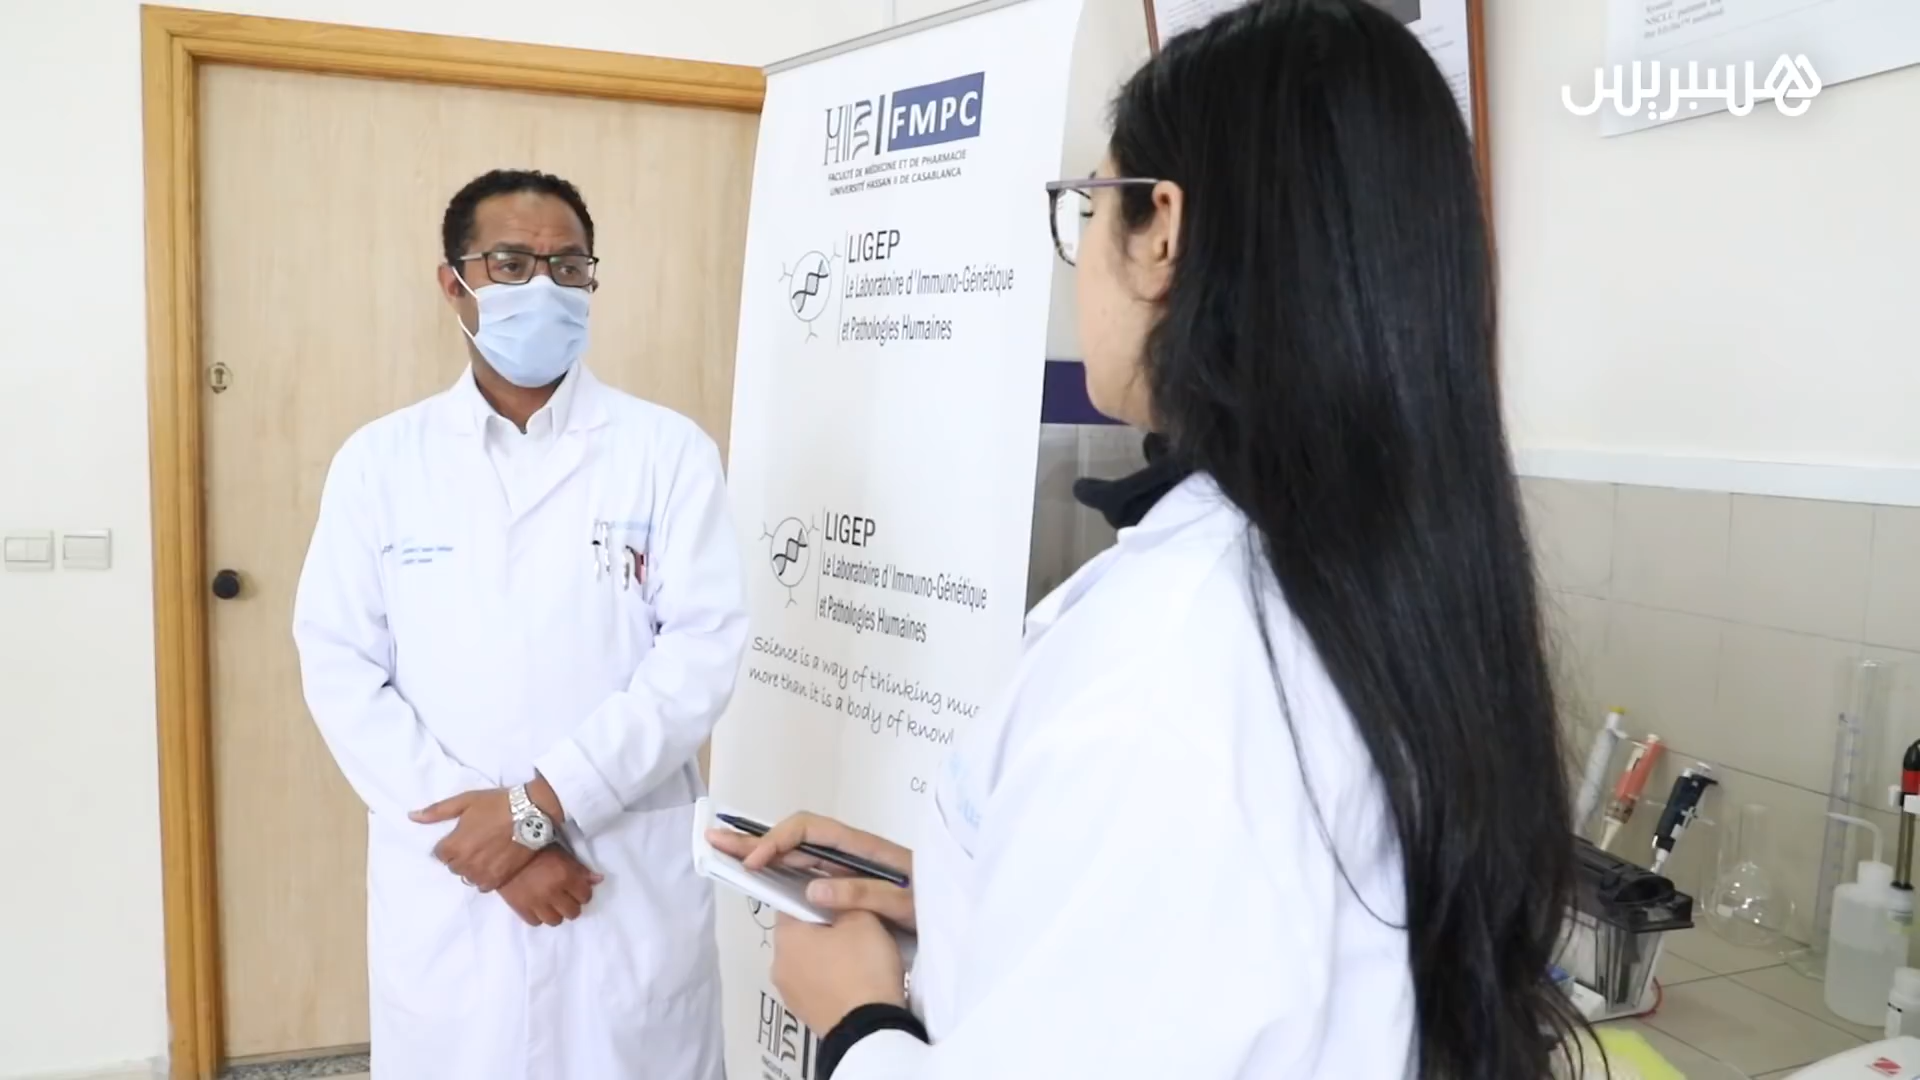 هسبريس
FMPC
FACULTÉ DE MÉDECINE ET DE PHARMACIE
UNIVERSITÉ HASSAN II DE CASABLANCA
LIGEP
Le Laboratoire d'Immuno-Génétique
et Pathologies Humaines
LIGEP
Le Laboratoire d'Immuno-Génétique
et Pathologies Humaines
Science is a way of thinking
more than it is a body of